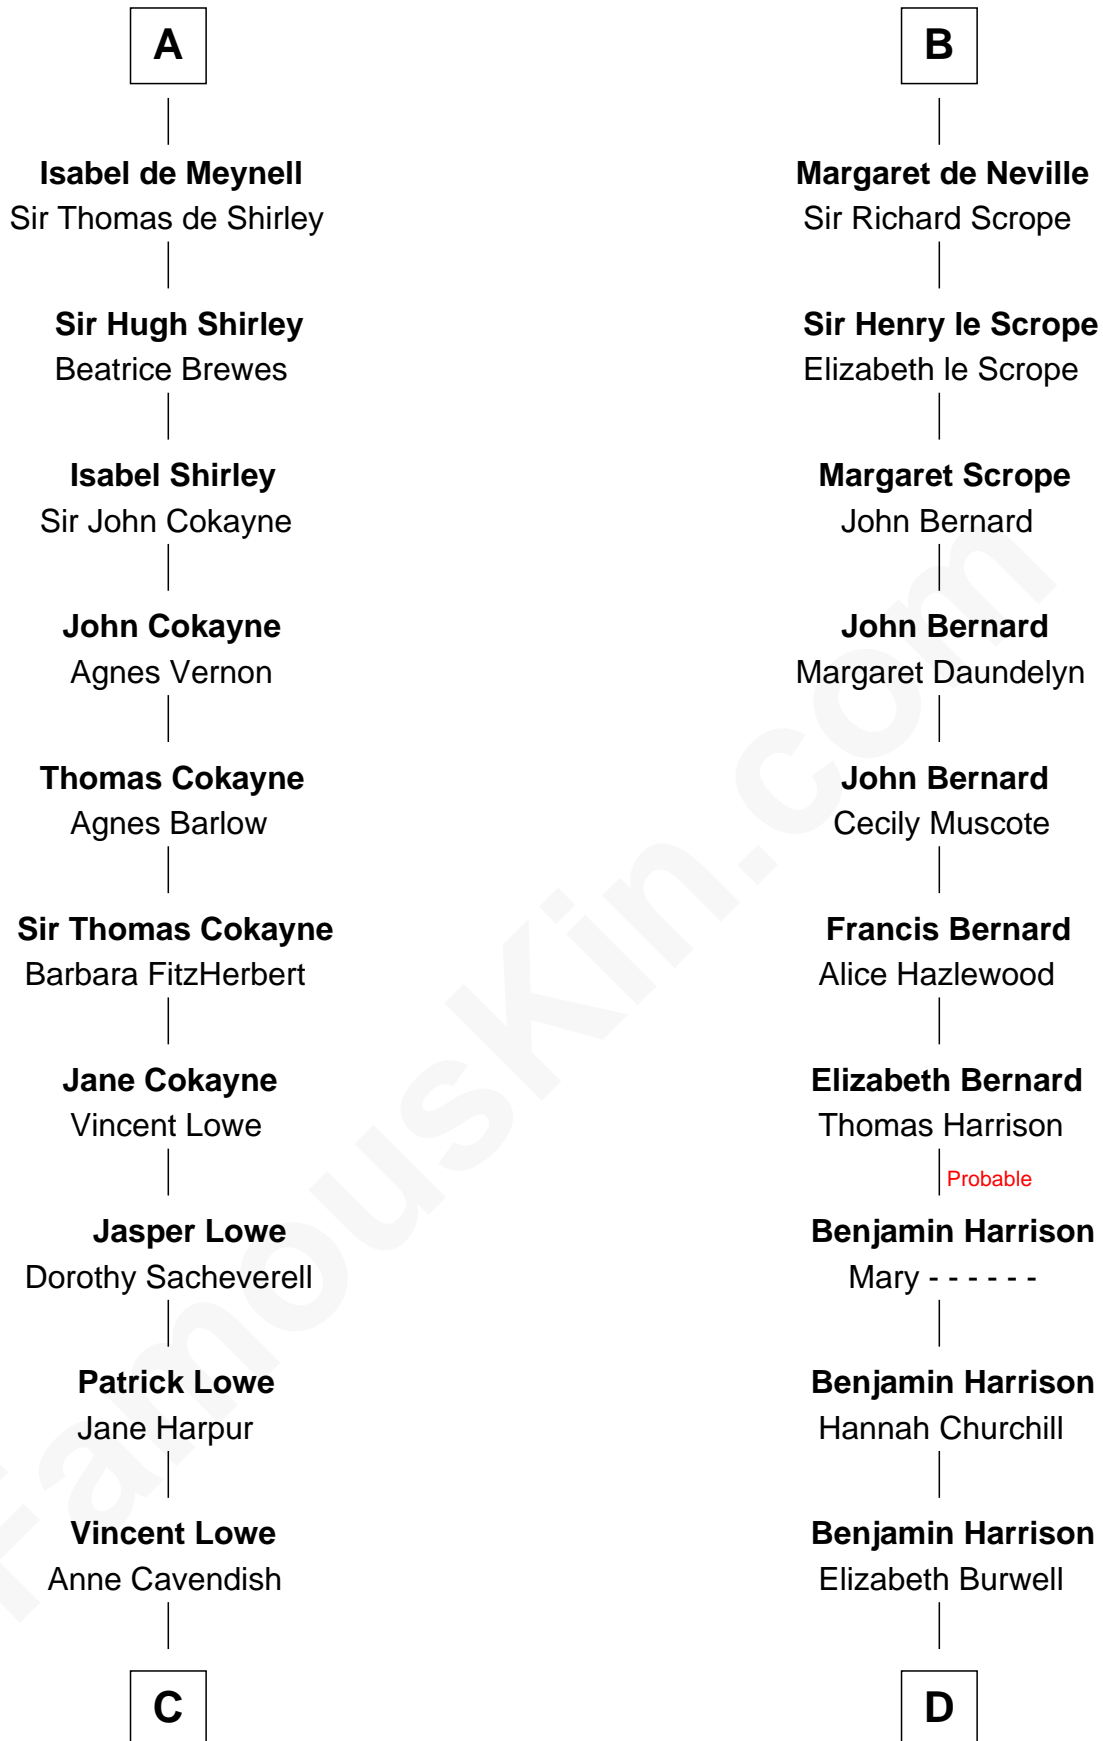 A
Isabel de Meynell
Sir Thomas de Shirley
Sir Hugh Shirley
Beatrice Brewes
Isabel Shirley
Sir John Cokayne
John Cokayne
Agnes Vernon
Thomas Cokayne
Agnes Barlow
Sir Thomas Cokayne
Barbara FitzHerbert
Jane Cokayne
Vincent Lowe
Jasper Lowe
Dorothy Sacheverell
Patrick Lowe
Jane Harpur
Vincent Lowe
Anne Cavendish
C
B
Margaret de Neville
Sir Richard Scrope
Sir Henry le Scrope
Elizabeth le Scrope
Margaret Scrope
John Bernard
John Bernard
Margaret Daundelyn
John Bernard
Cecily Muscote
Francis Bernard
Alice Hazlewood
Elizabeth Bernard
Thomas Harrison
Probable
Benjamin Harrison
Mary - - - - - -
Benjamin Harrison
Hannah Churchill
Benjamin Harrison
Elizabeth Burwell
D
FamousKin.com